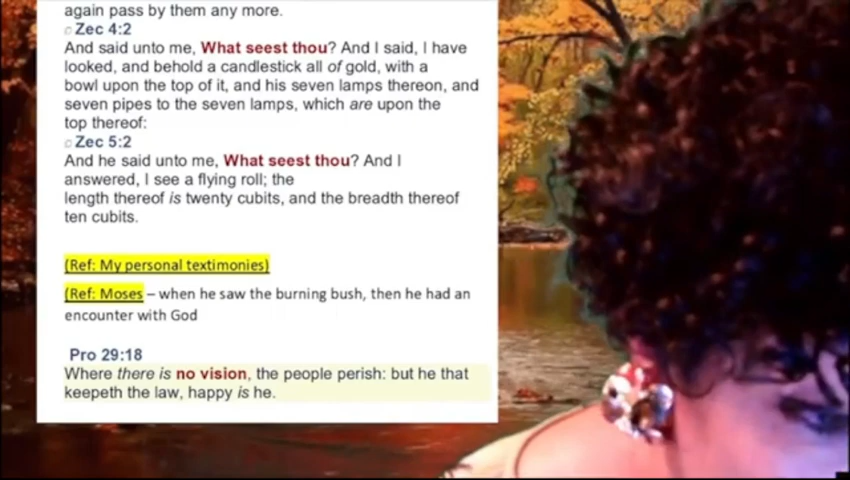 again pass by them any more.
Zec 4:2
And said unto me, What seest thou? And I said, I have
looked, and behold a candlestick all of gold, with a
bowl upon the top of it, and his seven lamps thereon, and
seven pipes to the seven lamps, which are upon the
top thereof:
Zec 5:2
And he said unto me, What seest thou? And I
answered, I see a flying roll; the
length thereof is twenty cubits, and the breadth thereof
ten cubits.
(Ref: My personal textimonies)
(Ref: Moses – when he saw the burning bush, then he had an
encounter with God
Pro 29:18
Where there is no vision, the people perish: but he that
keepeth the law, happy is he.